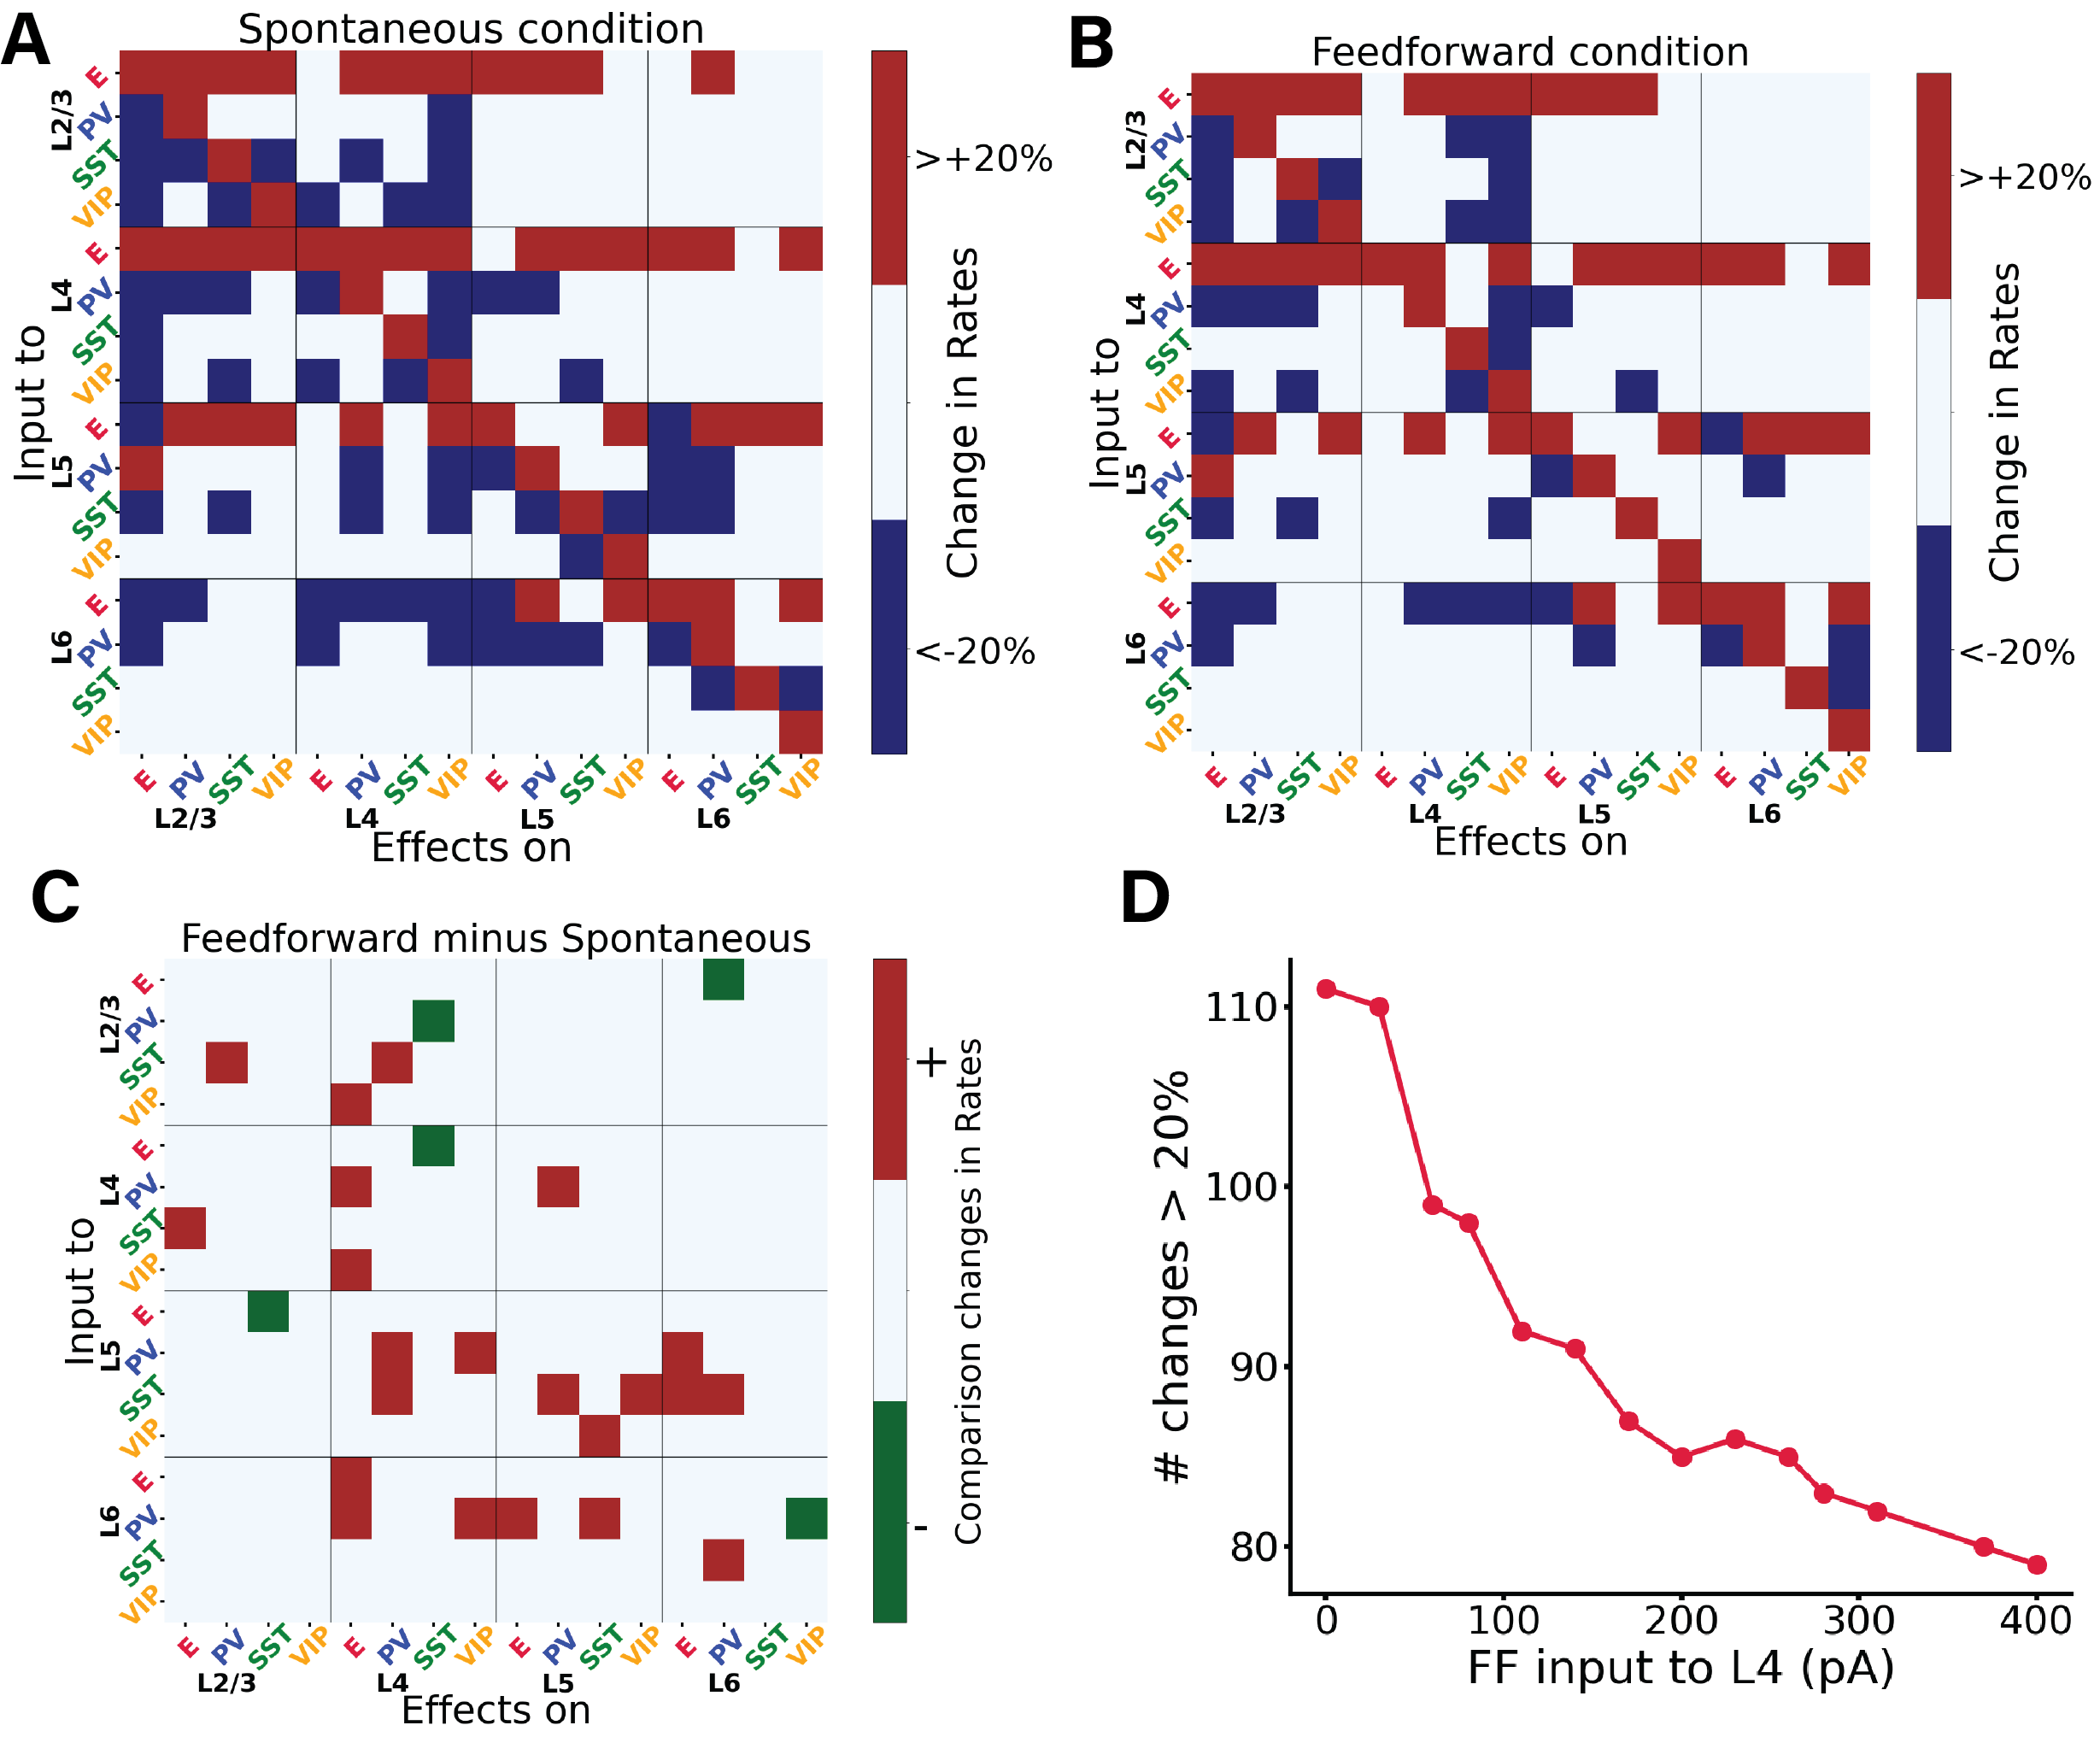 A
Spontaneous condition
Input to
L2/3
E
PV
SST
VIP
L4
E
PV
SST
VIP
L5
E
PV
SST
VIP
L6
E
PV
SST
VIP
E PV SST VIP E PV SST VIP E PV SST VIP E PV SST VIP
L2/3 L4 L5 L6
Effects on
>+20%
<-20%
Change in Rates
B
Feedforward condition
Input to
L2/3
E
PV
SST
VIP
L4
E
PV
SST
VIP
L5
E
PV
SST
VIP
L6
E
PV
SST
VIP
E PV SST VIP E PV SST VIP E PV SST VIP E PV SST VIP
L2/3 L4 L5 L6
Effects on
>+20%
<-20%
Change in Rates
C
Feedforward minus Spontaneous
Input to
L2/3
E
PV
SST
VIP
L4
E
PV
SST
VIP
L5
E
PV
SST
VIP
L6
E
PV
SST
VIP
E PV SST VIP E PV SST VIP E PV SST VIP E PV SST VIP
L2/3 L4 L5 L6
Effects on
+
-
Comparison changes in Rates
D
# changes > 20%
110
100
90
80
0 100 200 300 400
FF input to L4 (pA)